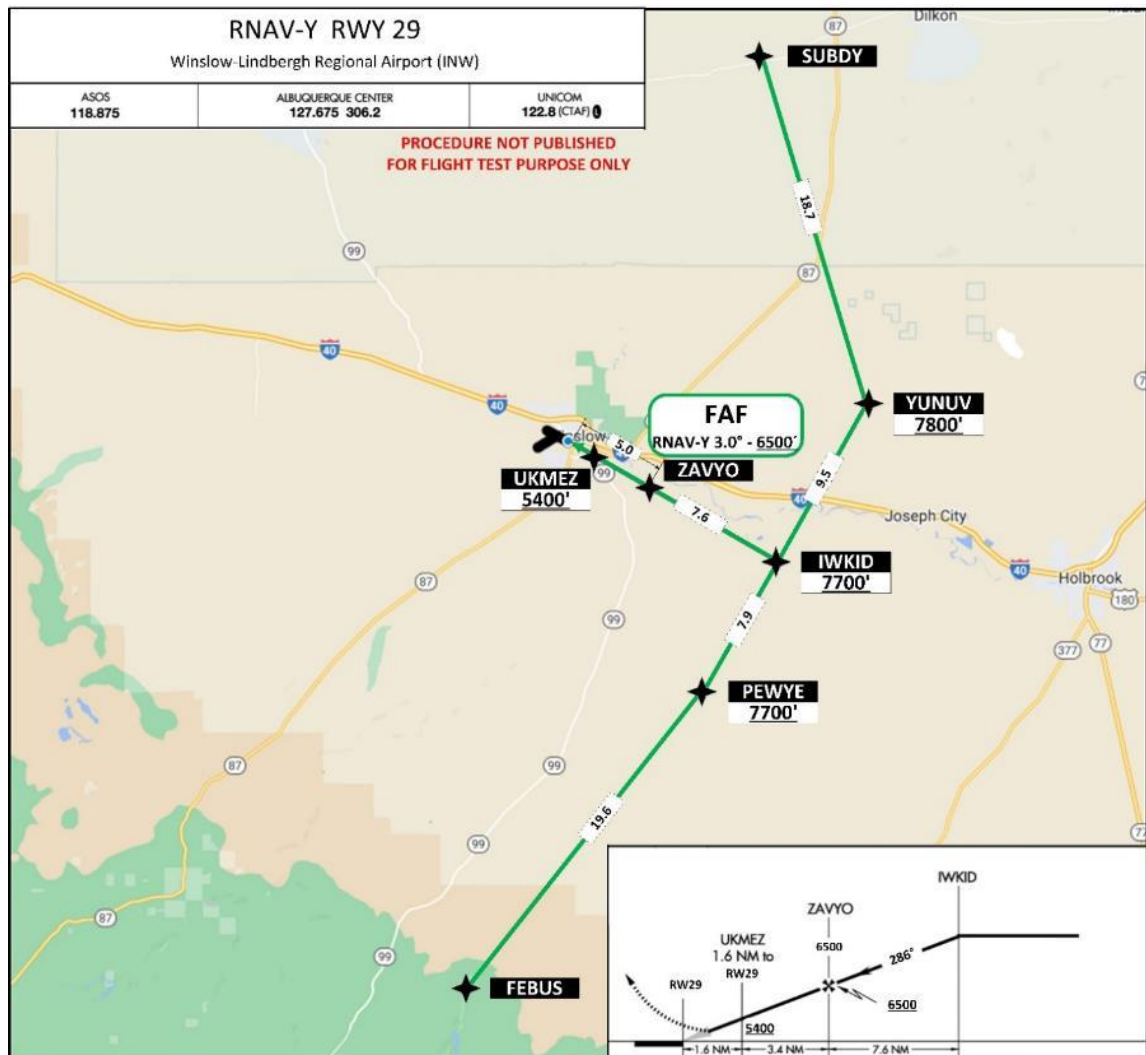 RNAV-Y RWY 29
Winslow-Lindbergh Regional Airport (INW)
ASOS
118.875
ALBUQUERQUE CENTER
127.675 306.2
UNICOM
122.8 (CTAF)
PROCEDURE NOT PUBLISHED
FOR FLIGHT TEST PURPOSE ONLY
87
Dilkon
SUBDY
18.7
99
87
40
40
YUNUV
7800'
FAF
RNAV-Y 3.0° - 6500'
5.0
40
ZAVYO
UKMEZ
5400'
99
9.5
40
Joseph City
7.6
IWKID
7700'
40
Holbrook
180
87
99
7.9
377
77
PEWYE
7700'
87
99
19.6
77
99
87
99
FEBUS
IWKID
ZAVYO
6500
UKMEZ
1.6 NM to
RW29
RW29
286°
6500
5400
1.6 NM
3.4 NM
7.6 NM